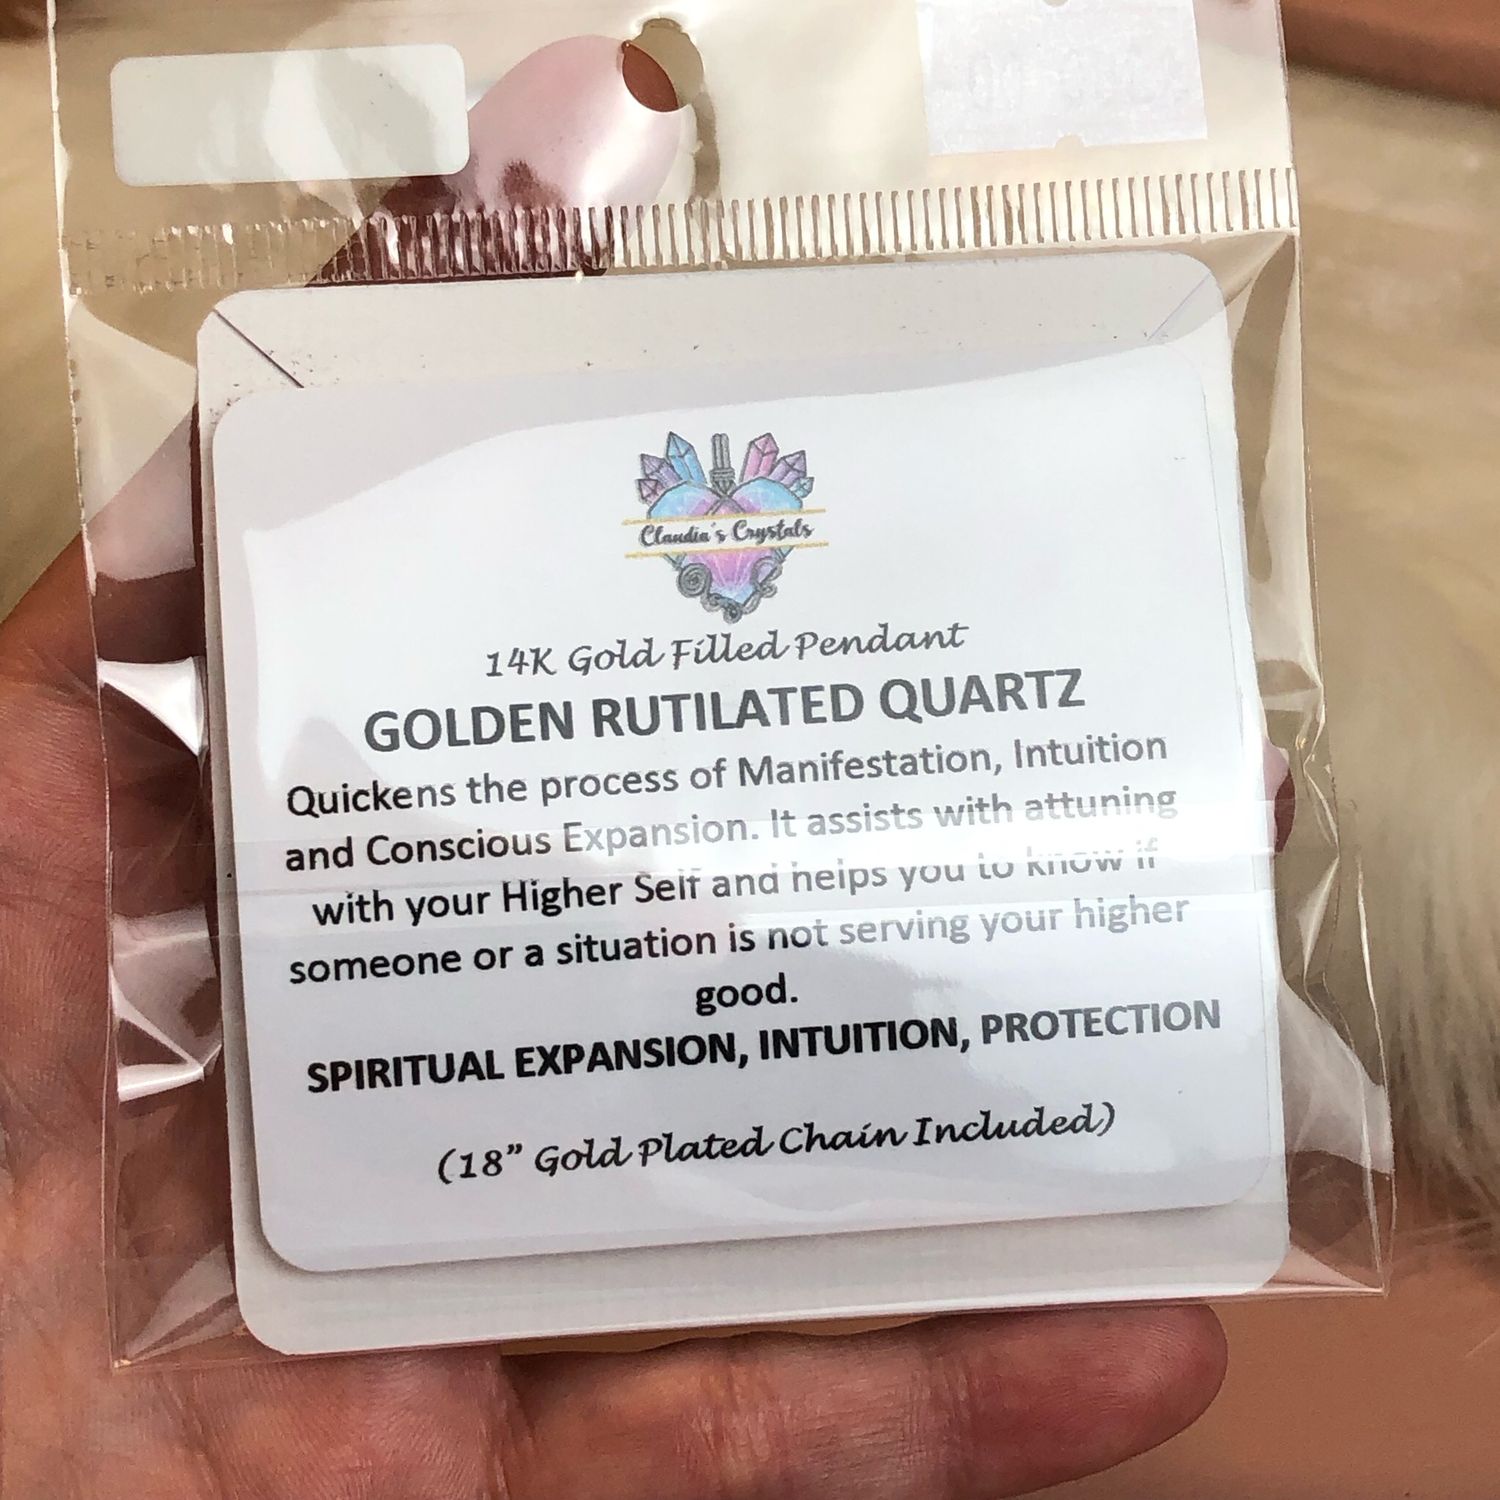 Claudia's Crystals
14K Gold Filled Pendant
GOLDEN RUTILATED QUARTZ
Quickens the process of Manifestation, Intuition
and Conscious Expansion. It assists with attuning
with your Higher Self and helps you to know if
someone or a situation is not serving your higher
good.
SPIRITUAL EXPANSION, INTUITION, PROTECTION
(18” Gold Plated Chain Included)